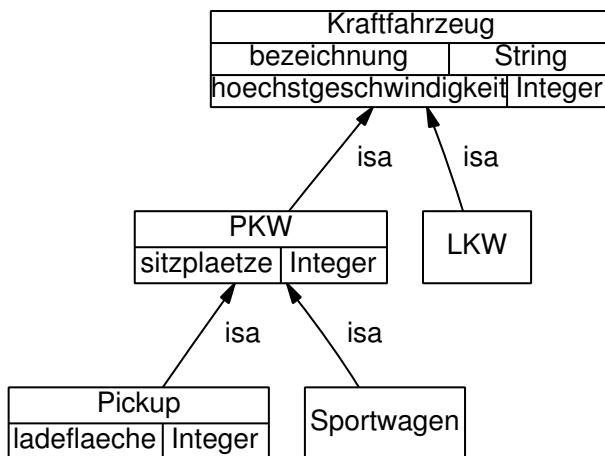 Kraftfahrzeug
bezeichnung String
hoechstgeschwindigkeit Integer
isa isa
PKW
sitzplaetze Integer
LKW
isa isa
Pickup
ladeflaeche Integer
Sportwagen